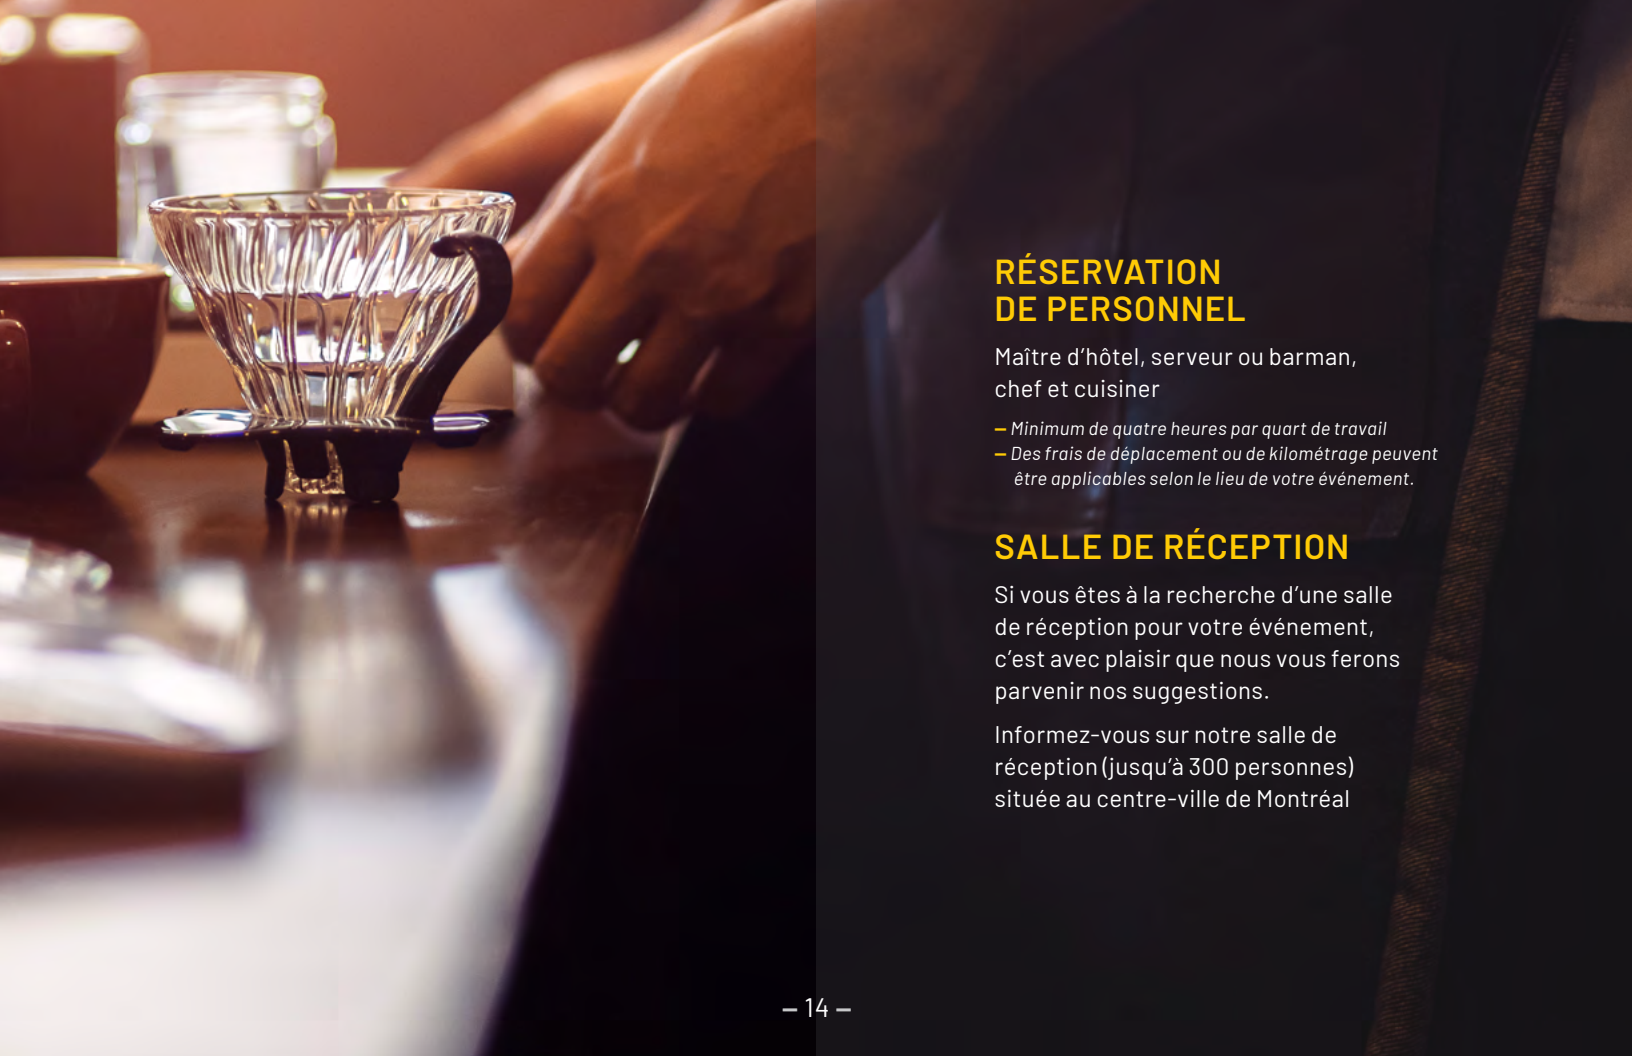 RÉSERVATION
DE PERSONNEL
Maître d’hôtel, serveur ou barman,
chef et cuisiner
– Minimum de quatre heures par quart de travail
– Des frais de déplacement ou de kilométrage peuvent
être applicables selon le lieu de votre événement.
SALLE DE RÉCEPTION
Si vous êtes à la recherche d’une salle
de réception pour votre événement,
c’est avec plaisir que nous vous ferons
parvenir nos suggestions.
Informez-vous sur notre salle de
réception (jusqu’à 300 personnes)
située au centre-ville de Montréal
– 14 –